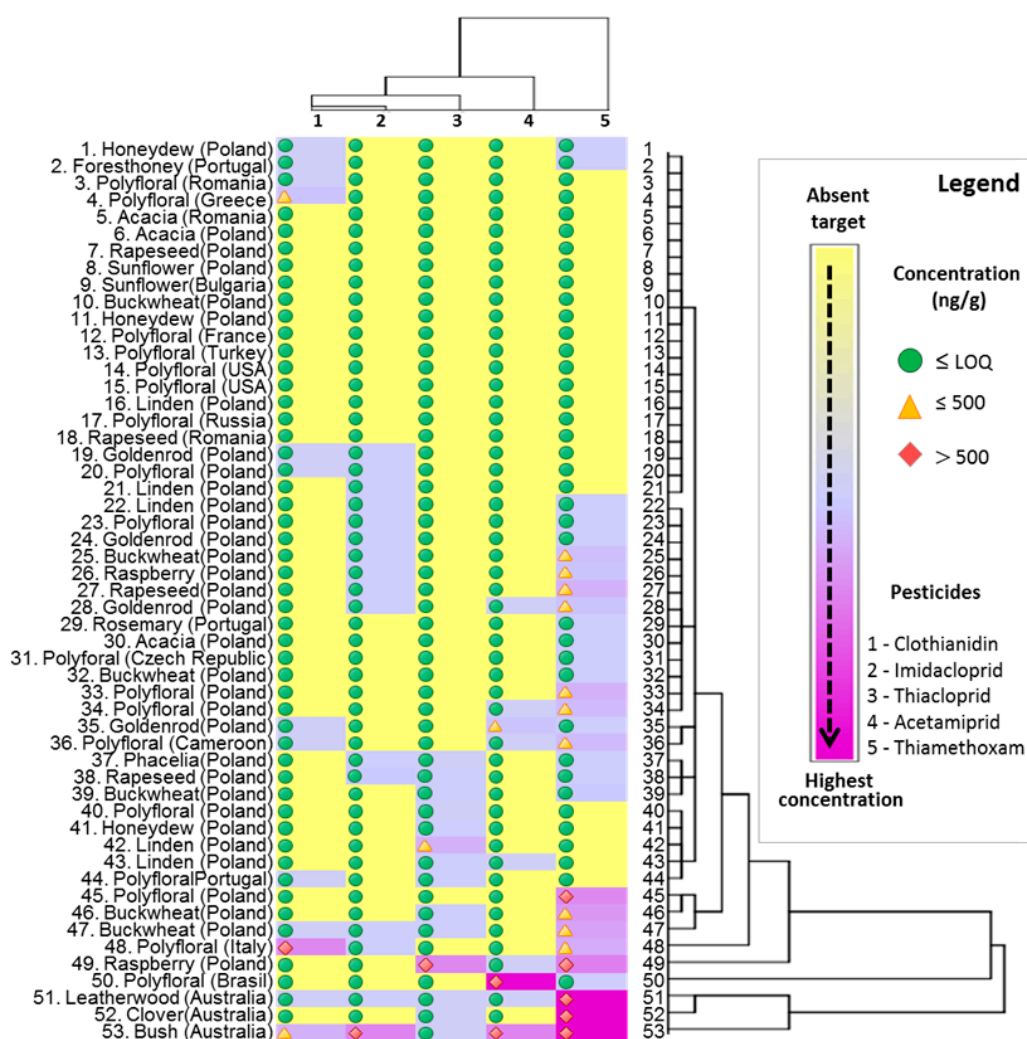 1 2 3 4 5
1. Honeydew (Poland)
2. Foresthoney (Portugal)
3. Polyfloral (Romania)
4. Polyfloral (Greece)
5. Acacia (Romania)
6. Acacia (Poland)
7. Rapeseed(Poland)
8. Sunflower (Poland)
9. Sunflower(Bulgaria)
10. Buckwheat(Poland)
11. Honeydew (Poland)
12. Polyfloral (France)
13. Polyfloral (Turkey)
14. Polyfloral (USA)
15. Polyfloral (USA)
16. Linden (Poland)
17. Polyfloral (Russia)
18. Rapeseed (Romania)
19. Goldenrod (Poland)
20. Polyfloral (Poland)
21. Linden (Poland)
22. Linden (Poland)
23. Polyfloral (Poland)
24. Goldenrod (Poland)
25. Buckwheat(Poland)
26. Raspberry (Poland)
27. Rapeseed(Poland)
28. Goldenrod (Poland)
29. Rosemary (Portugal)
30. Acacia (Poland)
31. Polyforal (Czech Republic)
32. Buckwheat (Poland)
33. Polyfloral (Poland)
34. Polyfloral (Poland)
35. Goldenrod(Poland)
36. Polyfloral (Cameroon)
37. Phacelia(Poland)
38. Rapeseed (Poland)
39. Buckwheat(Poland)
40. Polyfloral (Poland)
41. Honeydew (Poland)
42. Linden (Poland)
43. Linden (Poland)
44. PolyfloralPortugal)
45. Polyfloral (Poland)
46. Buckwheat(Poland)
47. Buckwheat (Poland)
48. Polyfloral (Italy)
49. Raspberry (Poland)
50. Polyfloral (Brasil)
51. Leatherwood (Australia)
52. Clover(Australia)
53. Bush (Australia)
1
2
3
4
5
6
7
8
9
10
11
12
13
14
15
16
17
18
19
20
21
22
23
24
25
26
27
28
29
30
31
32
33
34
35
36
37
38
39
40
41
42
43
44
45
46
47
48
49
50
51
52
53
Legend
Absent
target
Highest
concentration
Concentration
(ng/g)
≤ LOQ
≤ 500
> 500
Pesticides
1 - Clothianidin
2 - Imidacloprid
3 - Thiacloprid
4 - Acetamiprid
5 - Thiamethoxam